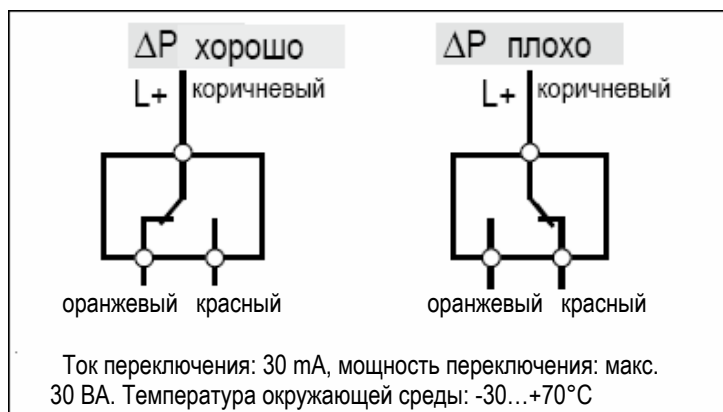 ΔP хорошо ΔP плохо
L+ коричневый L+ коричневый
оранжевый красный оранжевый красный
Ток переключения: 30 mA, мощность переключения: макс.
30 ВА. Температура окружающей среды: -30...+70°C